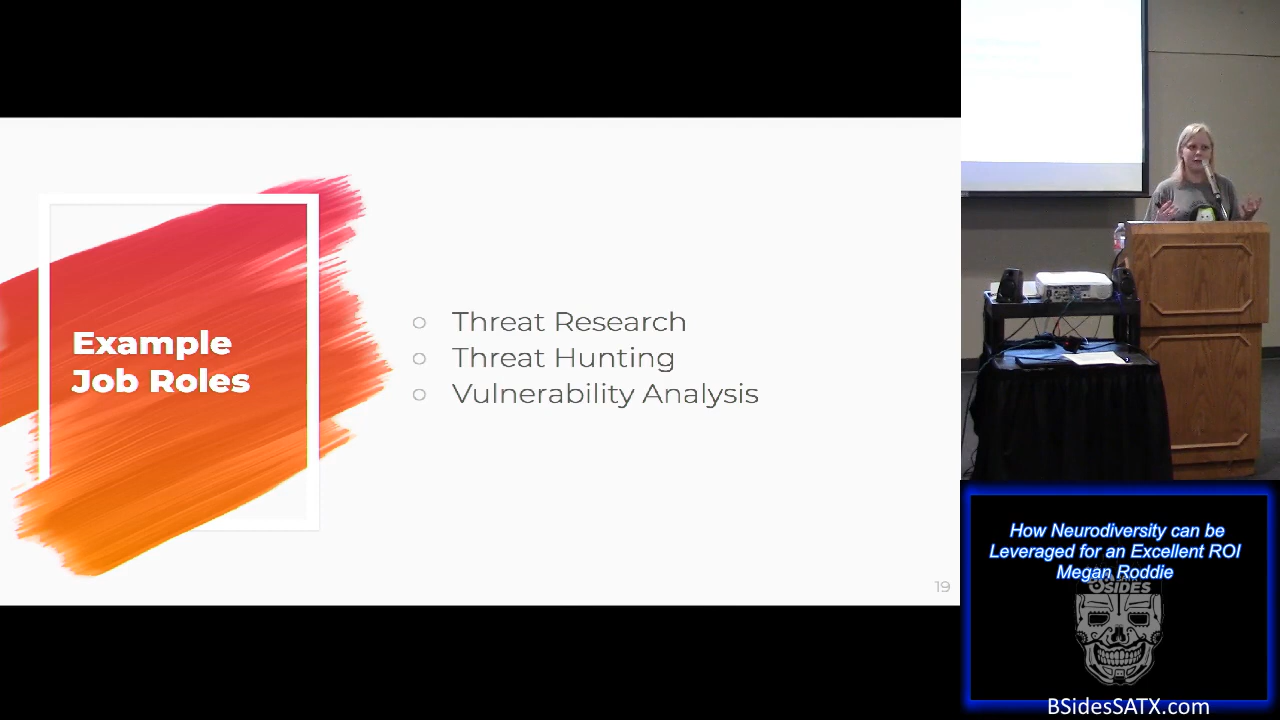 Example
Job Roles
Threat Research
Threat Hunting
Vulnerability Analysis
19
How Neurodiversity can be
Leveraged for an Excellent ROI
Megan Roddie
BSIDES
BSidesSATX.com